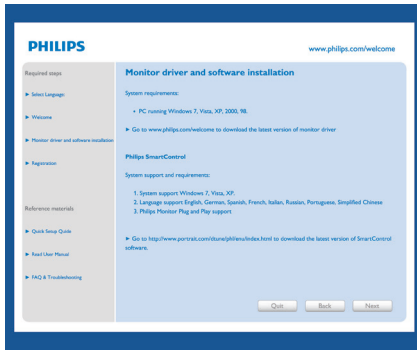 PHILIPS
www.philips.com/welcome
Required steps
Select Language
Welcome
Monitor driver and software installation
Registration
Reference materials
Quick Setup Guide
Read User Manual
FAQ & Troubleshooting
Monitor driver and software installation
System requirements:
• PC running Windows 7, Vista, XP, 2000, 98.
Go to www.philips.com/welcome to download the latest version of monitor driver
Philips SmartControl
System support and requirements:
1. System support Windows 7, Vista, XP.
2. Language support English, German, Spanish, French, Italian, Russian, Portuguese, Simplified Chinese
3. Philips Monitor Plug and Play support
Go to http://www.portrait.com/dtune/phl/enu/index.html to download the latest version of SmartControl
software.
Quit
Back
Next